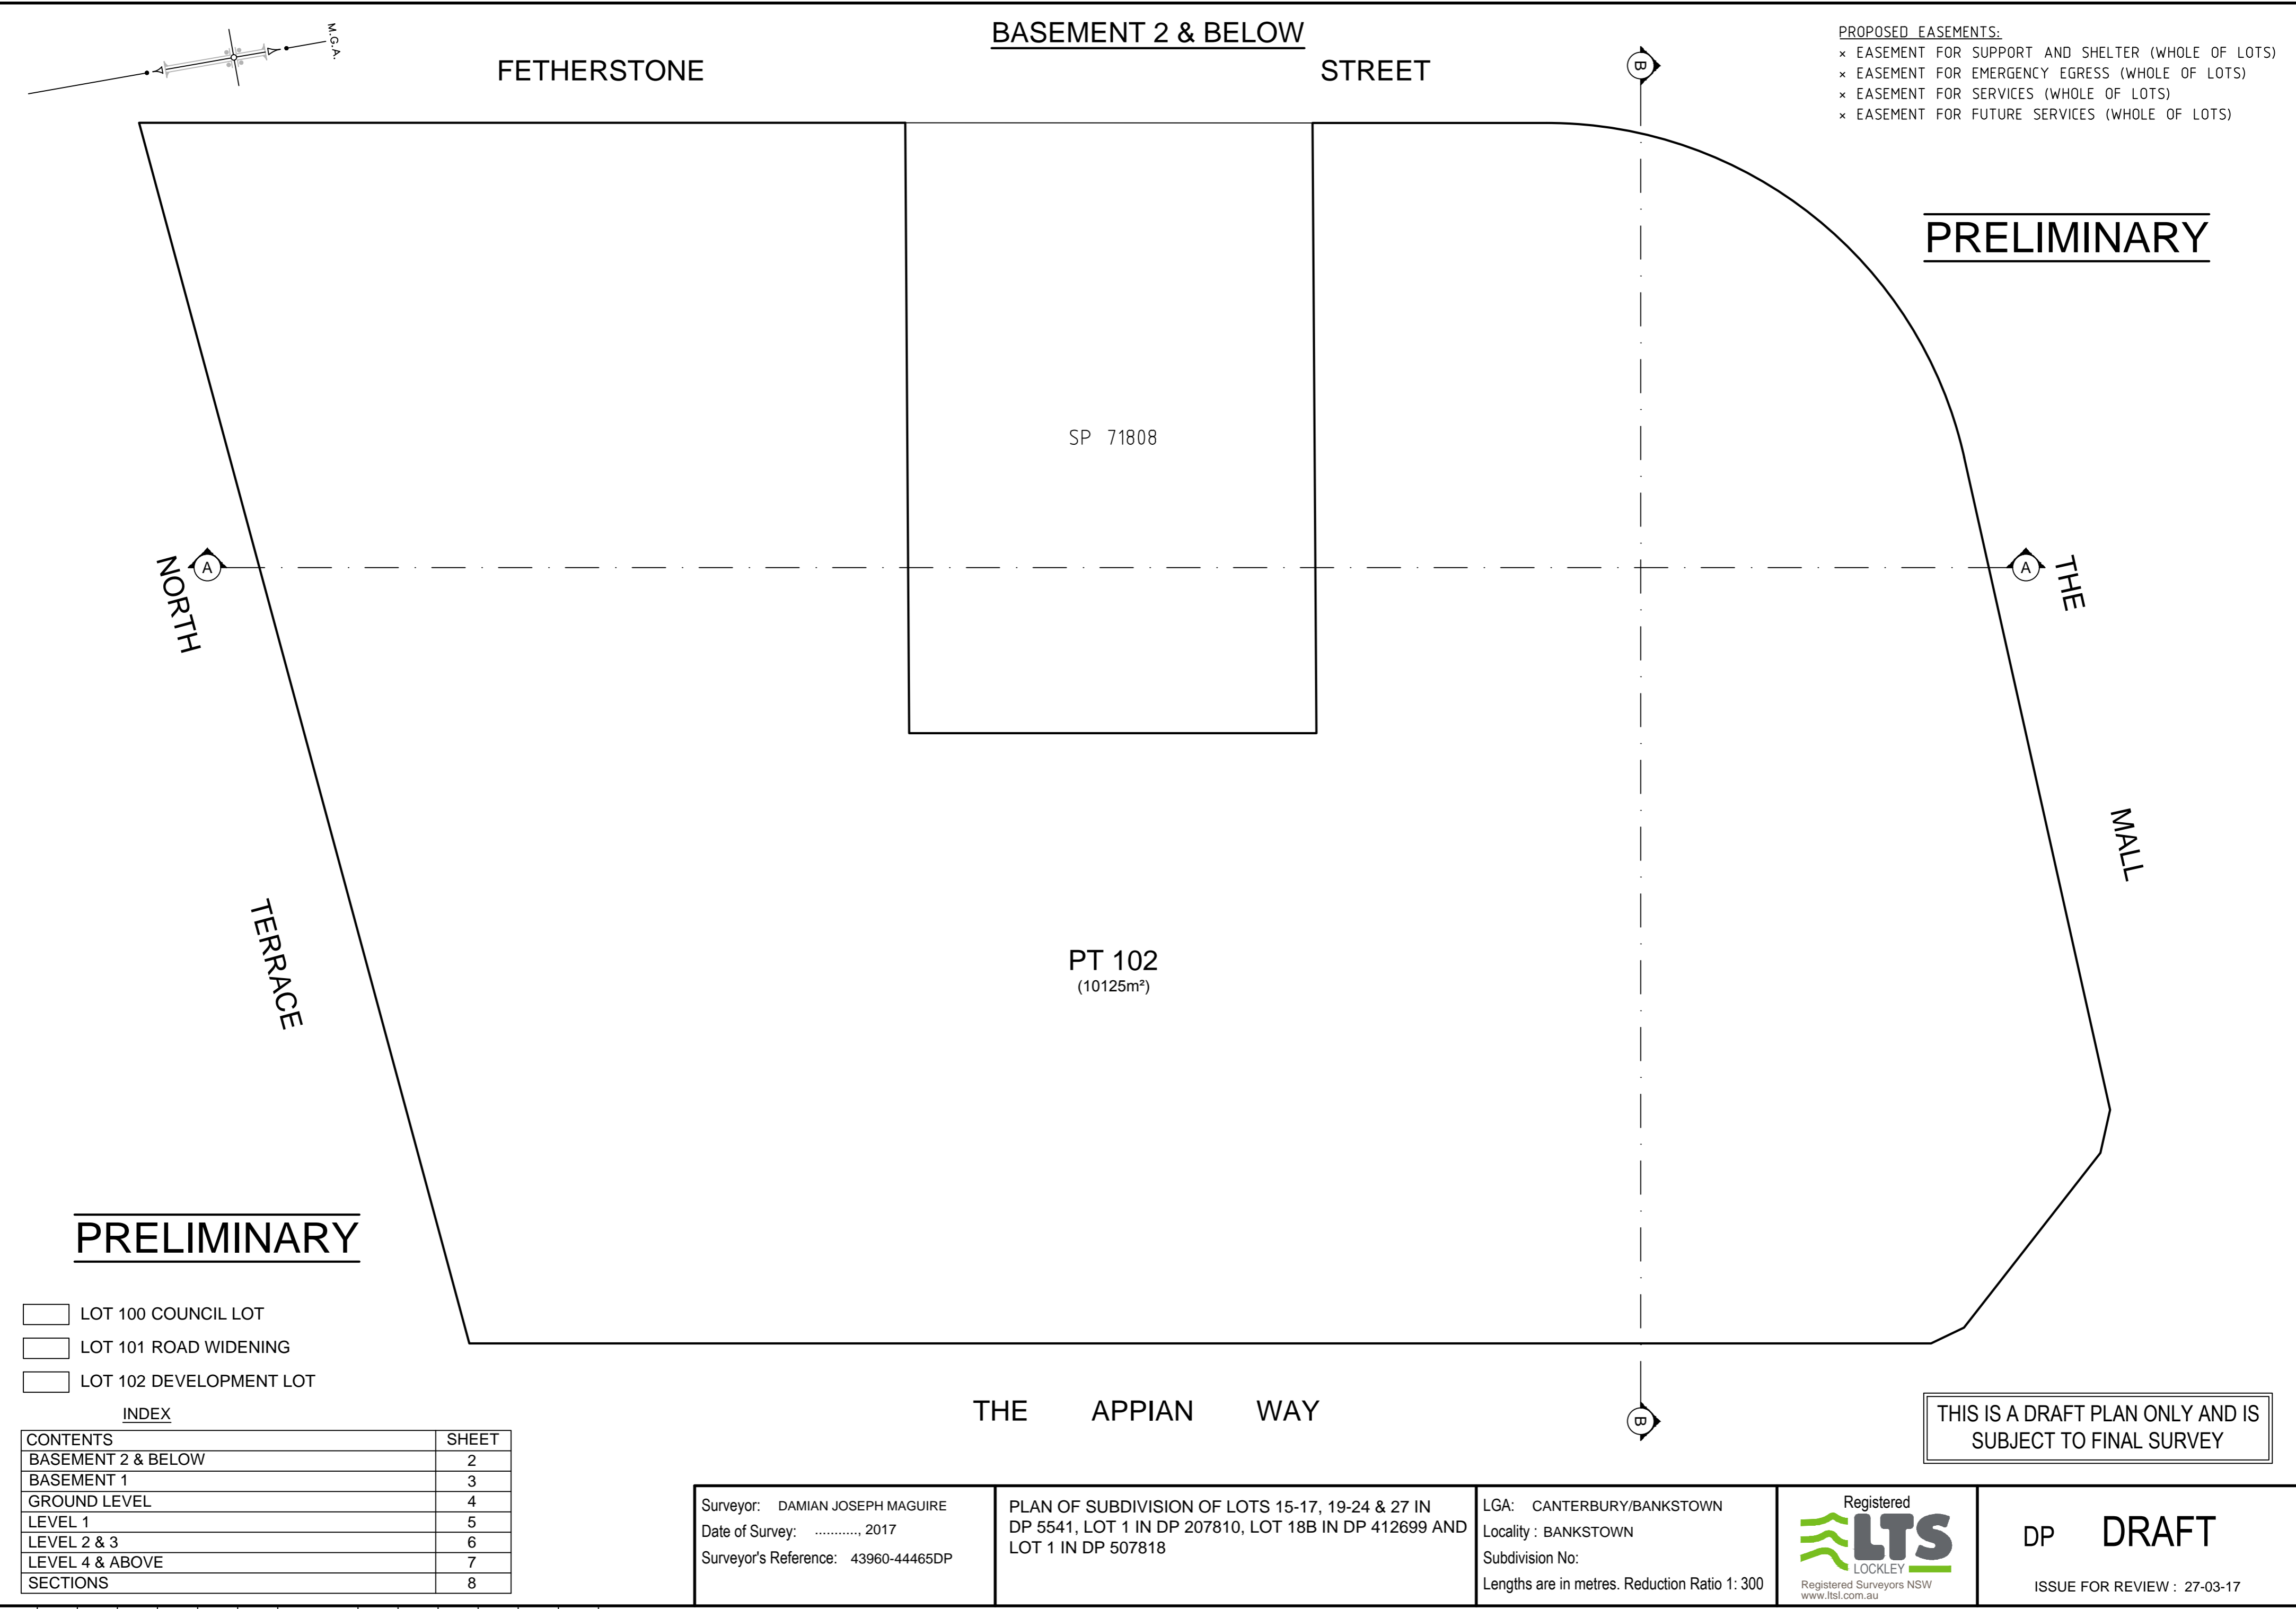 BASEMENT 2 & BELOW
M.G.A.
FETHERSTONE STREET
B
PROPOSED EASEMENTS:
× EASEMENT FOR SUPPORT AND SHELTER (WHOLE OF LOTS)
× EASEMENT FOR EMERGENCY EGRESS (WHOLE OF LOTS)
× EASEMENT FOR SERVICES (WHOLE OF LOTS)
× EASEMENT FOR FUTURE SERVICES (WHOLE OF LOTS)
PRELIMINARY
SP 71808
A
A
NORTH TERRACE
THE MALL
PT 102
(10125m²)
PRELIMINARY
LOT 100 COUNCIL LOT
LOT 101 ROAD WIDENING
LOT 102 DEVELOPMENT LOT
THE APPIAN WAY
B
INDEX
CONTENTS SHEET
BASEMENT 2 & BELOW 2
BASEMENT 1 3
GROUND LEVEL 4
LEVEL 1 5
LEVEL 2 & 3 6
LEVEL 4 & ABOVE 7
SECTIONS 8
THIS IS A DRAFT PLAN ONLY AND IS
SUBJECT TO FINAL SURVEY
Surveyor: DAMIAN JOSEPH MAGUIRE
Date of Survey: ..........., 2017
Surveyor's Reference: 43960-44465DP
PLAN OF SUBDIVISION OF LOTS 15-17, 19-24 & 27 IN
DP 5541, LOT 1 IN DP 207810, LOT 18B IN DP 412699 AND
LOT 1 IN DP 507818
LGA: CANTERBURY/BANKSTOWN
Locality : BANKSTOWN
Subdivision No:
Lengths are in metres. Reduction Ratio 1: 300
Registered
LTS
LOCKLEY
Registered Surveyors NSW
www.ltsl.com.au
DP DRAFT
ISSUE FOR REVIEW : 27-03-17